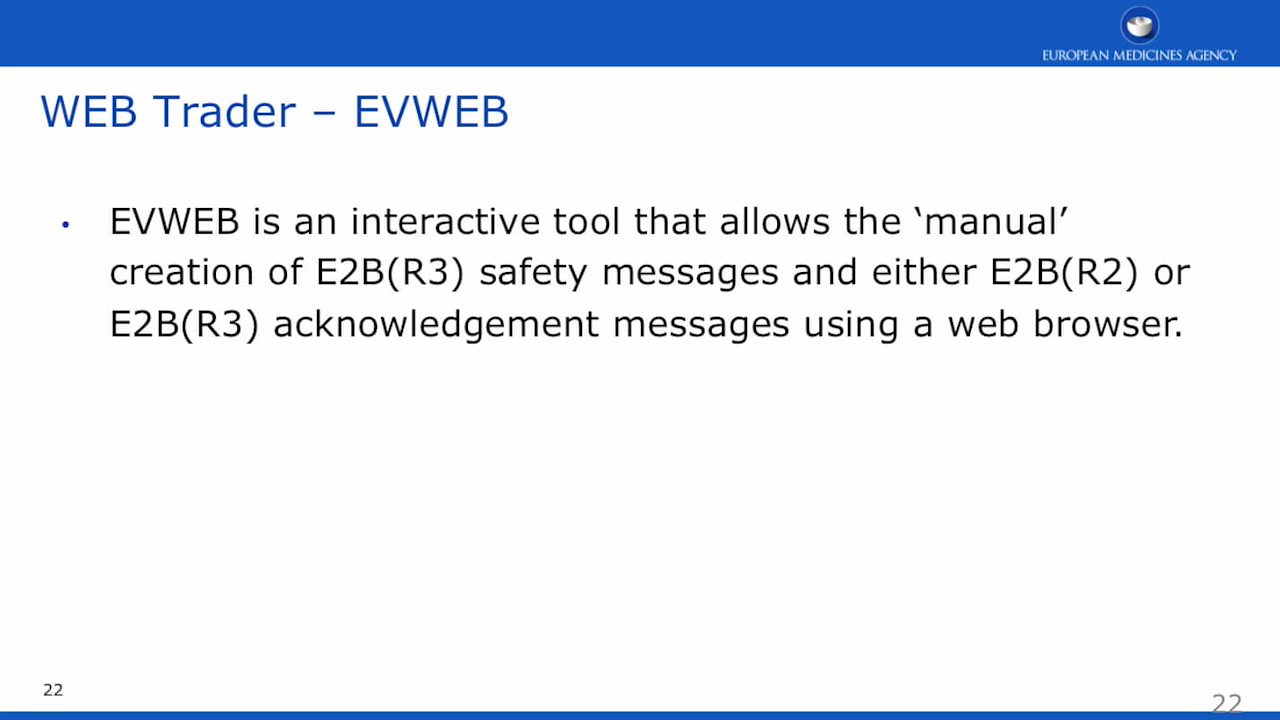 EUROPEAN MEDICINES AGENCY
WEB Trader – EVWEB
• EVWEB is an interactive tool that allows the ‘manual’
creation of E2B(R3) safety messages and either E2B(R2) or
E2B(R3) acknowledgement messages using a web browser.
22
22